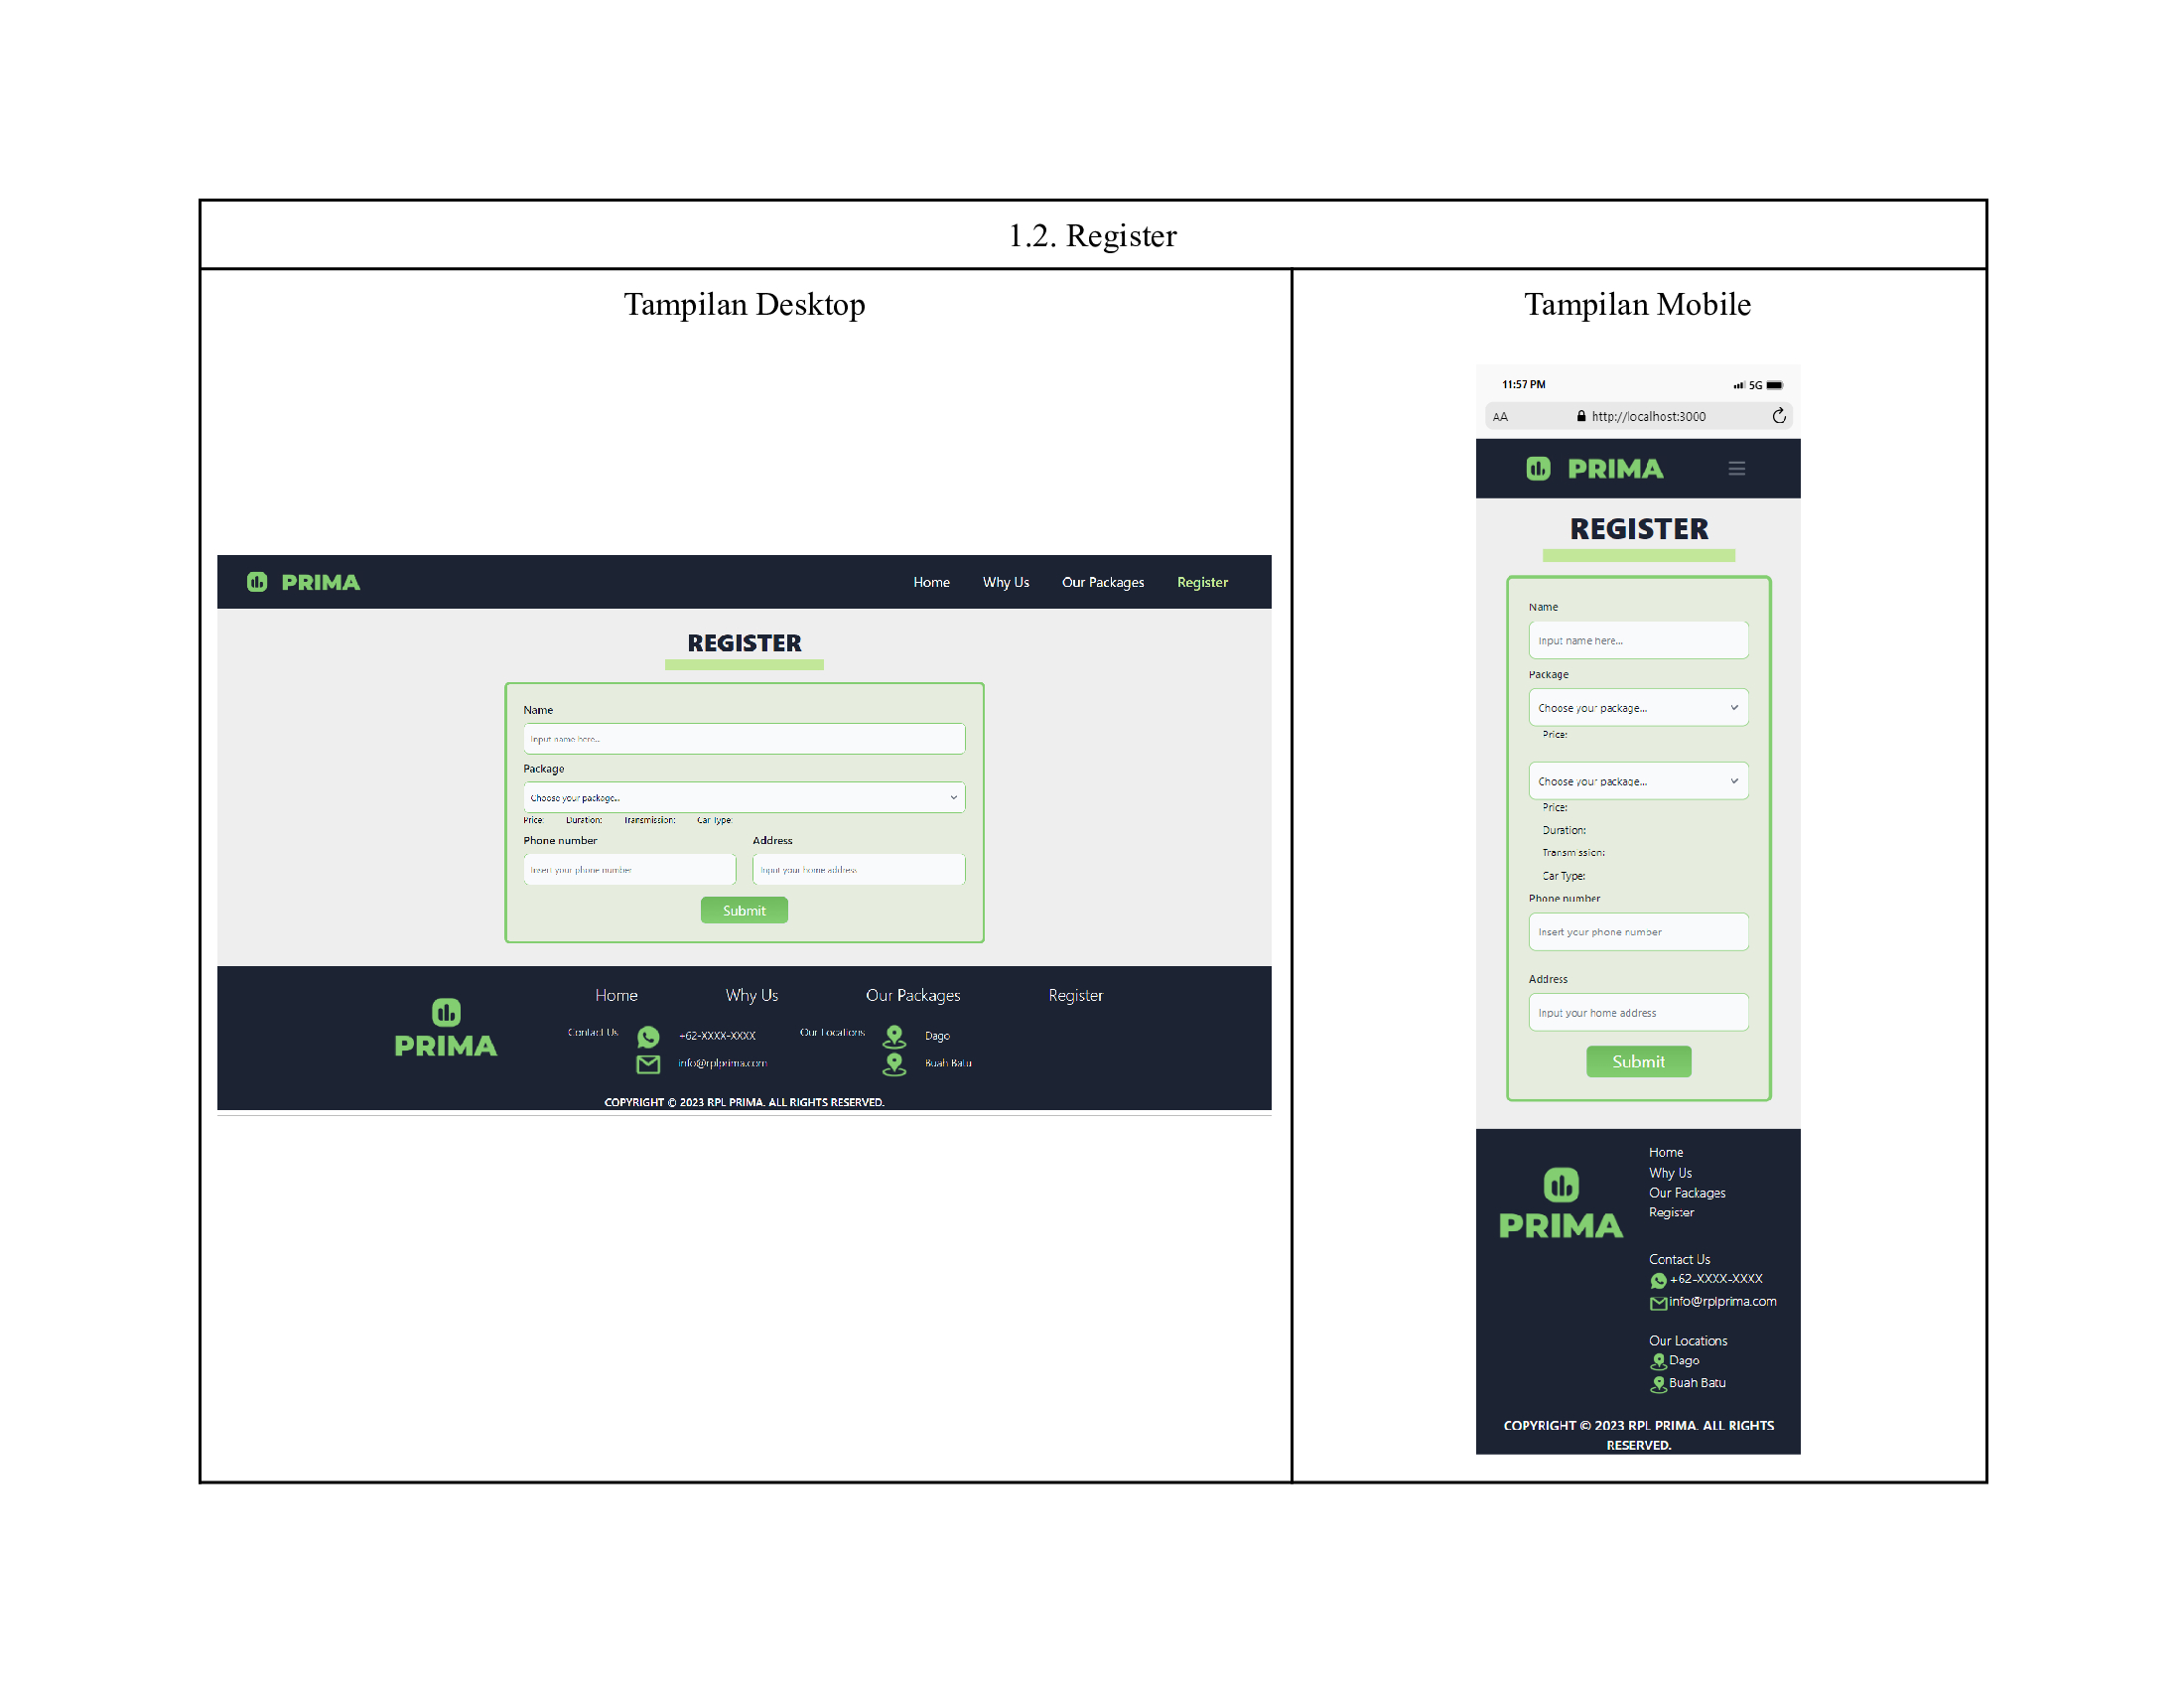 1.2. Register
Tampilan Desktop
PRIMA
Home Why Us Our Packages Register
REGISTER
Name
Input name here...
Package
Choose your package...
Price: Duration: Transmission: Car Type:
Phone number Address
Insert your phone number Input your home address
Submit
PRIMA
Home Why Us Our Packages Register
Contact Us +62-XXXX-XXXX Our Locations Dago
info@rplprima.com Buah Batu
COPYRIGHT © 2023 RPL PRIMA. ALL RIGHTS RESERVED.
Tampilan Mobile
11:57 PM 5G
AA http://localhost:3000
PRIMA
REGISTER
Name
Input name here...
Package
Choose your package...
Price:
Choose your package...
Price:
Duration:
Transmission:
Car Type:
Phone number
Insert your phone number
Address
Input your home address
Submit
PRIMA
Home
Why Us
Our Packages
Register
Contact Us
+62-XXXX-XXXX
info@rplprima.com
Our Locations
Dago
Buah Batu
COPYRIGHT © 2023 RPL PRIMA. ALL RIGHTS
RESERVED.